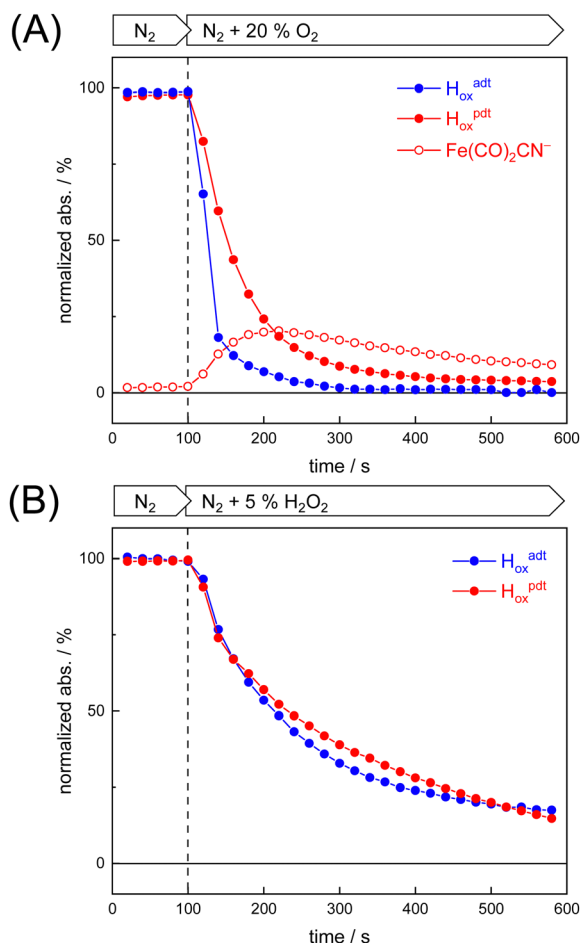 (A)
N₂
N₂ + 20 % O₂
normalized abs. / %
100
50
0
Hₒₓᵃᵈᵗ
Hₒₓᵖᵈᵗ
Fe(CO)₂CN⁻
0 100 200 300 400 500 600
time / s
(B)
N₂
N₂ + 5 % H₂O₂
normalized abs. / %
100
50
0
Hₒₓᵃᵈᵗ
Hₒₓᵖᵈᵗ
0 100 200 300 400 500 600
time / s